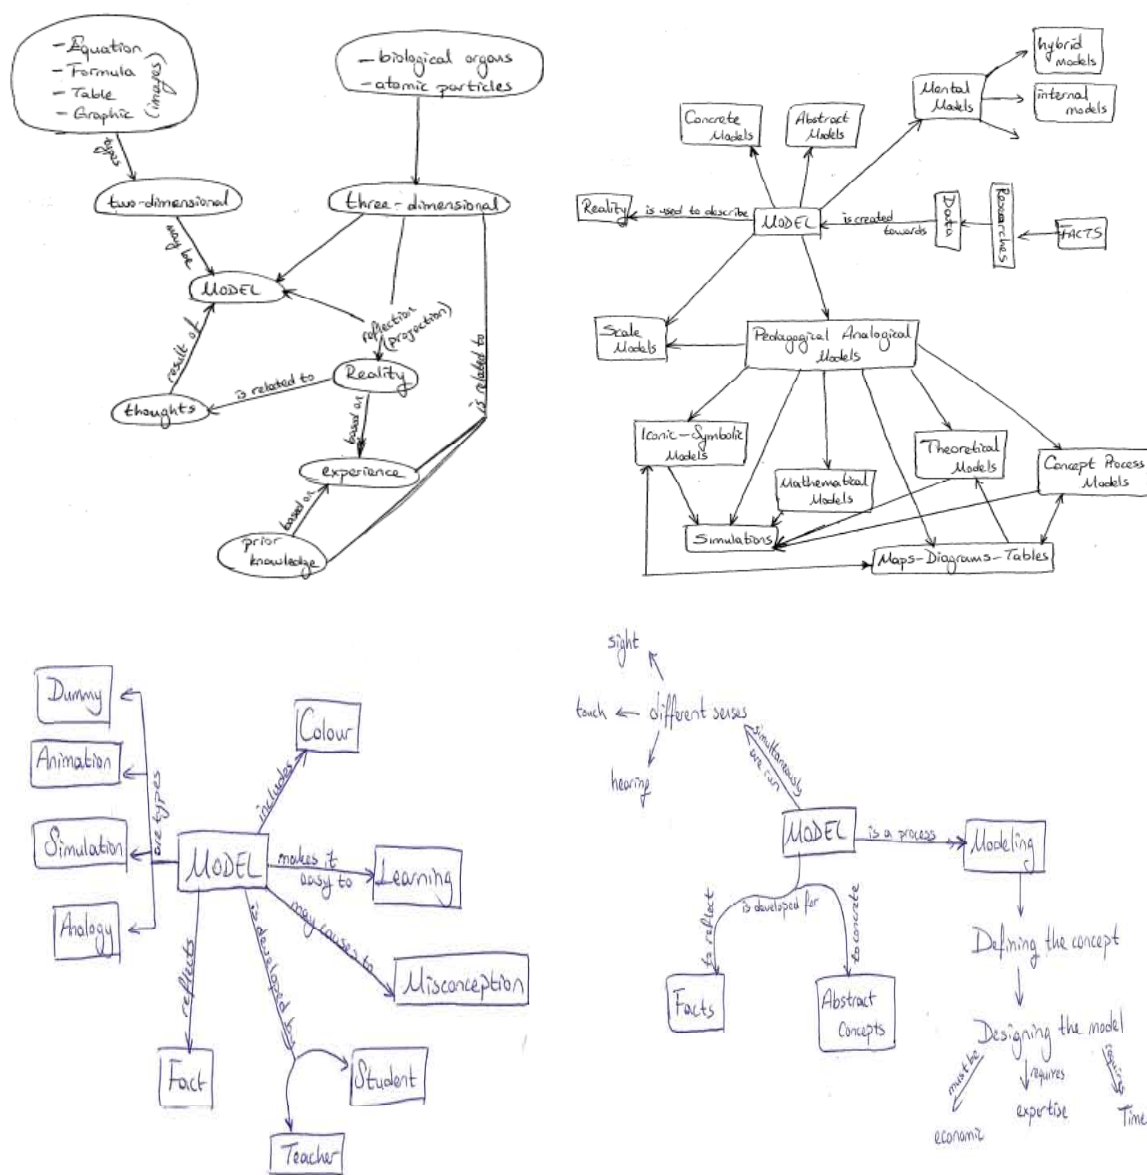 - Equation
- Formula
- Table
- Graphic
(images)
types
two-dimensional
may be
MODEL
result of
thoughts
is related to
- biological organs
- atomic particles
three-dimensional
reflection
(projection)
Reality
based on
experience
based on
prior
knowledge
is related to
hybrid
models
Mental
Models
internal
models
Concrete
Models
Abstract
Models
Reality
is used to describe
MODEL
is created
towards
Data
Researches
FACTS
Scale
Models
Pedagogical Analogical
Models
Iconic-Symbolic
Models
Mathematical
Models
Theoretical
Models
Concept Process
Models
Simulations
Maps-Diagrams-Tables
Dummy
Animation
Simulation
Analogy
are types
MODEL
includes
Colour
makes it
easy to
Learning
may causes to
Misconception
reflects
Fact
is developed by
Student
Teacher
sight
touch
different senses
hearing
simultaneously
are run
MODEL
is a process
Modeling
is developed for
to reflect
to concrete
Facts
Abstract
Concepts
Defining the concept
Designing the model
must be
requires
requires
economic
expertise
Time